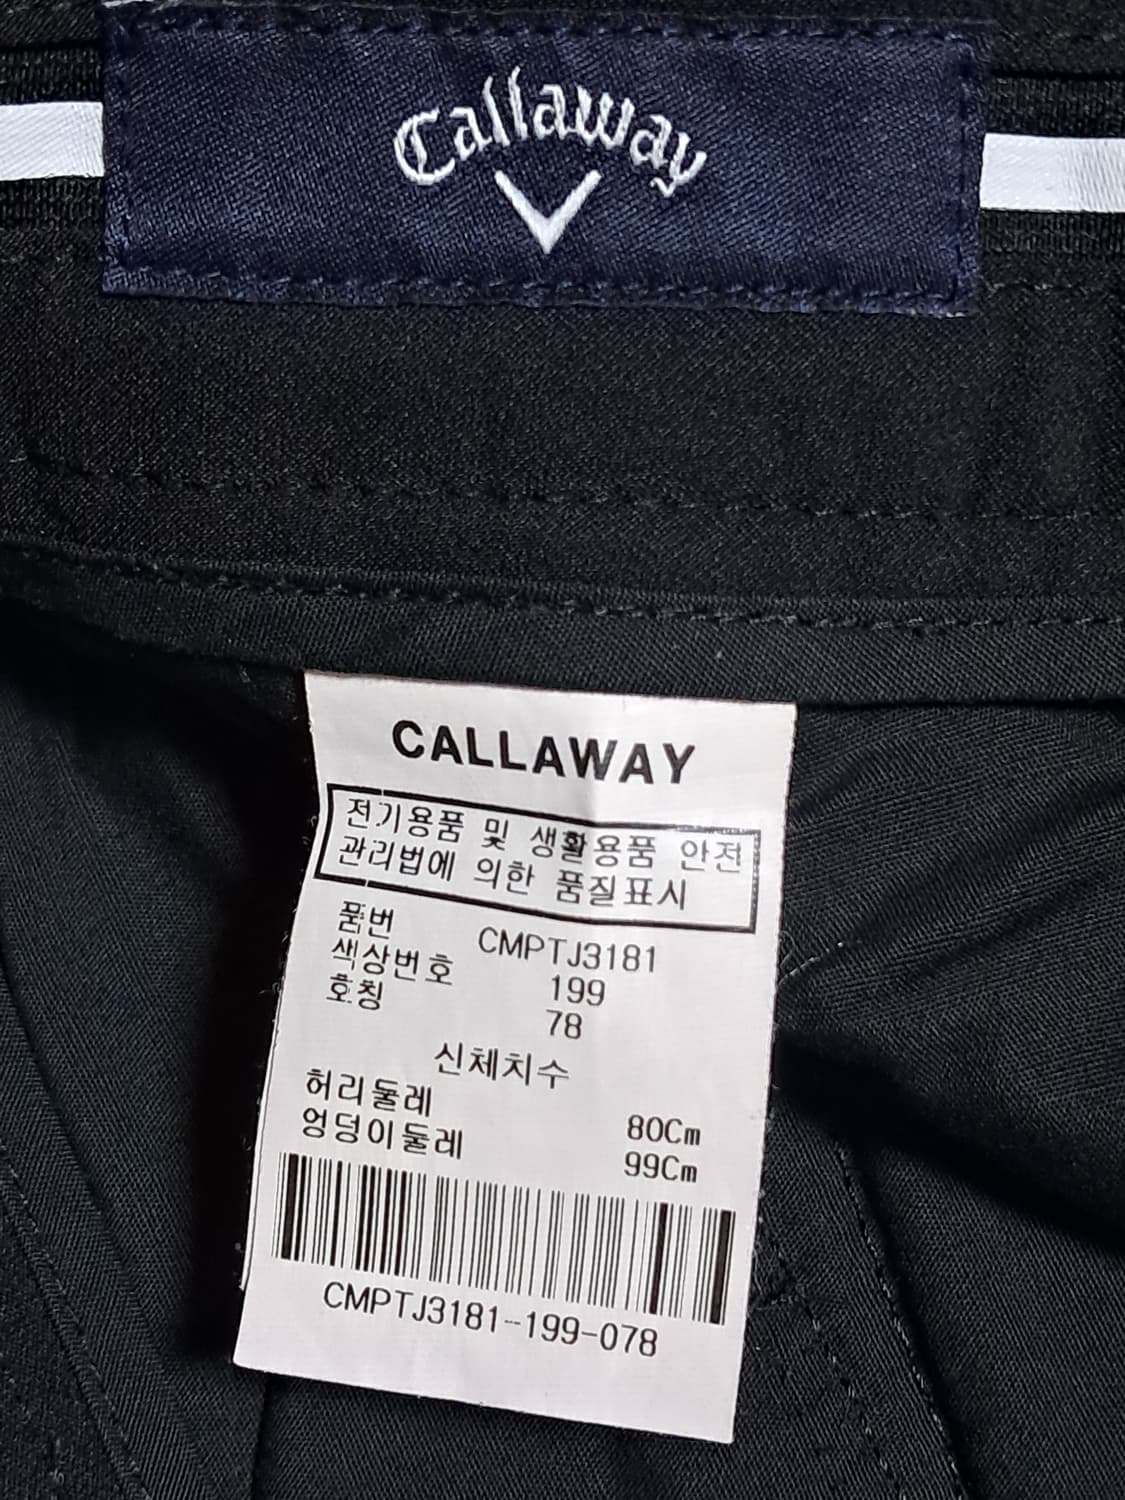 Callaway
CALLAWAY
전기용품 및 생활용품 안전
관리법에 의한 품질표시
품번 CMPTJ3181
색상번호 199
호칭 78
신체치수
허리둘레 80Cm
엉덩이둘레 99Cm
CMPTJ3181-199-078